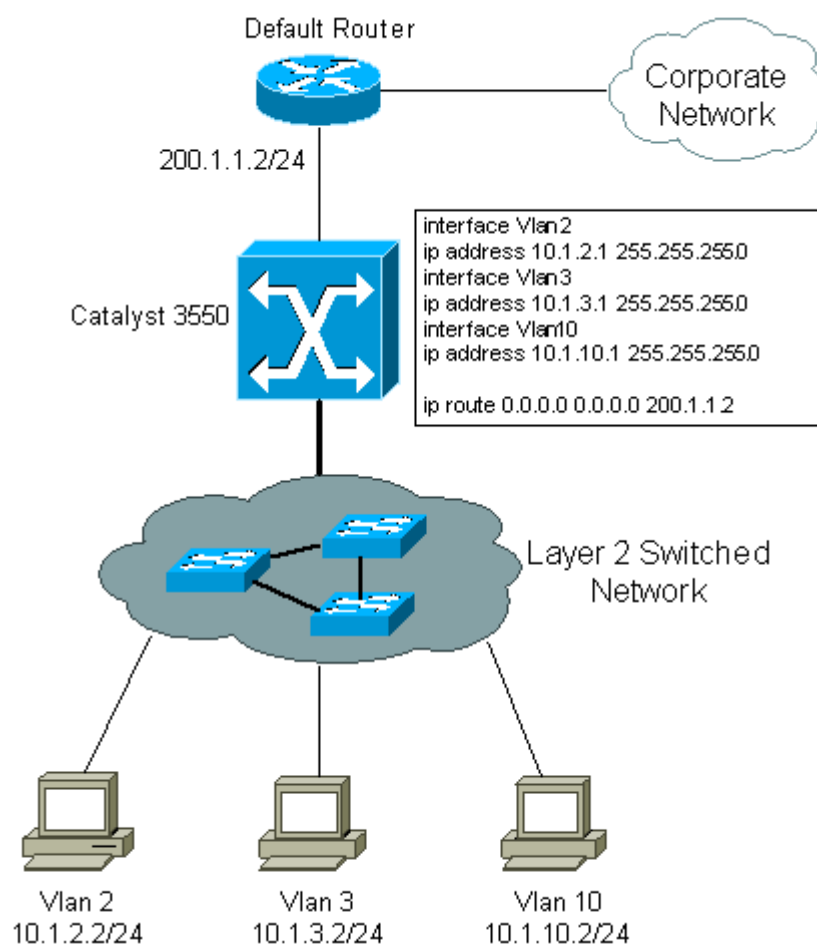 Default Router
Corporate
Network
200.1.1.2/24
interface Vlan2
ip address 10.1.2.1 255.255.255.0
interface Vlan3
ip address 10.1.3.1 255.255.255.0
interface Vlan10
ip address 10.1.10.1 255.255.255.0
ip route 0.0.0.0 0.0.0.0 200.1.1.2
Catalyst 3550
Layer 2 Switched
Network
Vlan 2
10.1.2.2/24
Vlan 3
10.1.3.2/24
Vlan 10
10.1.10.2/24